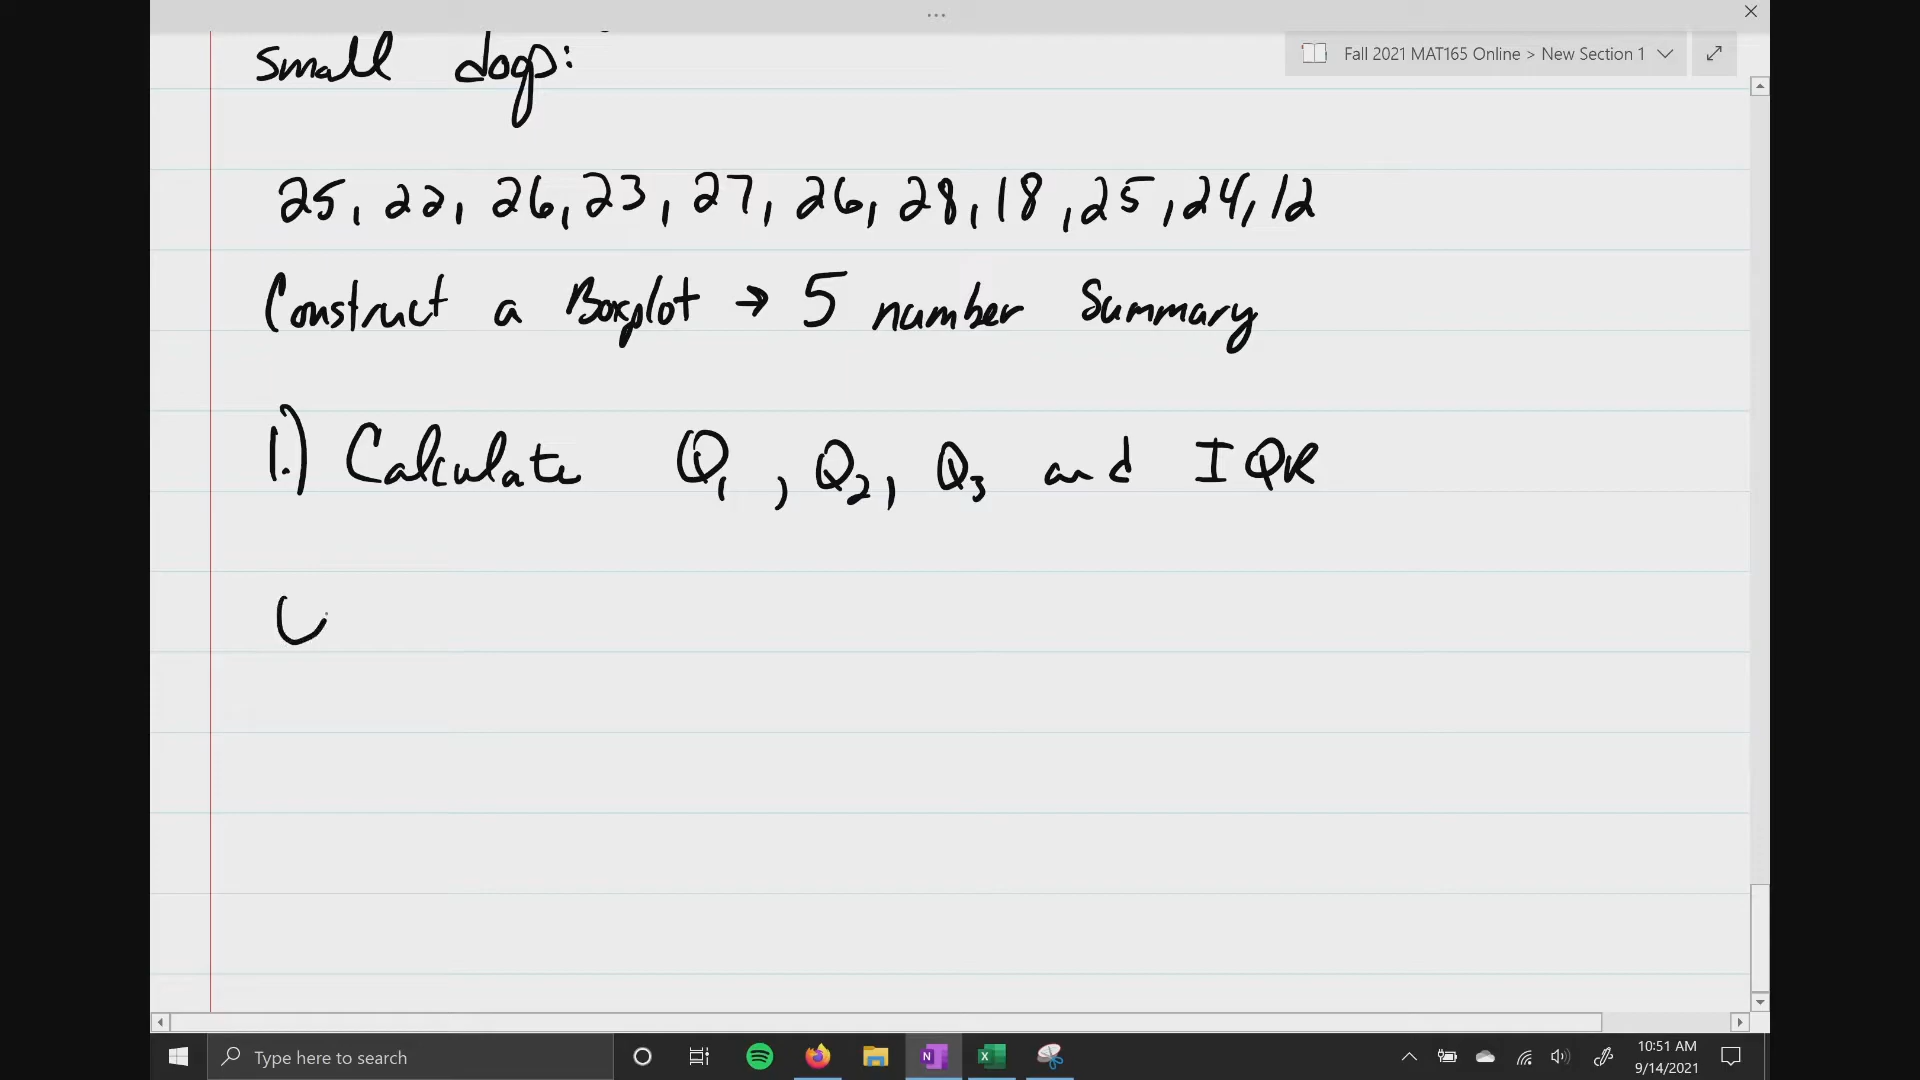 small dogs:
Fall 2021 MAT165 Online > New Section 1
25, 22, 26, 23, 27, 26, 28, 18, 25, 24, 12
Construct a Boxplot → 5 number Summary
1.) Calculate Q1, Q2, Q3 and IQR
Type here to search
10:51 AM
9/14/2021